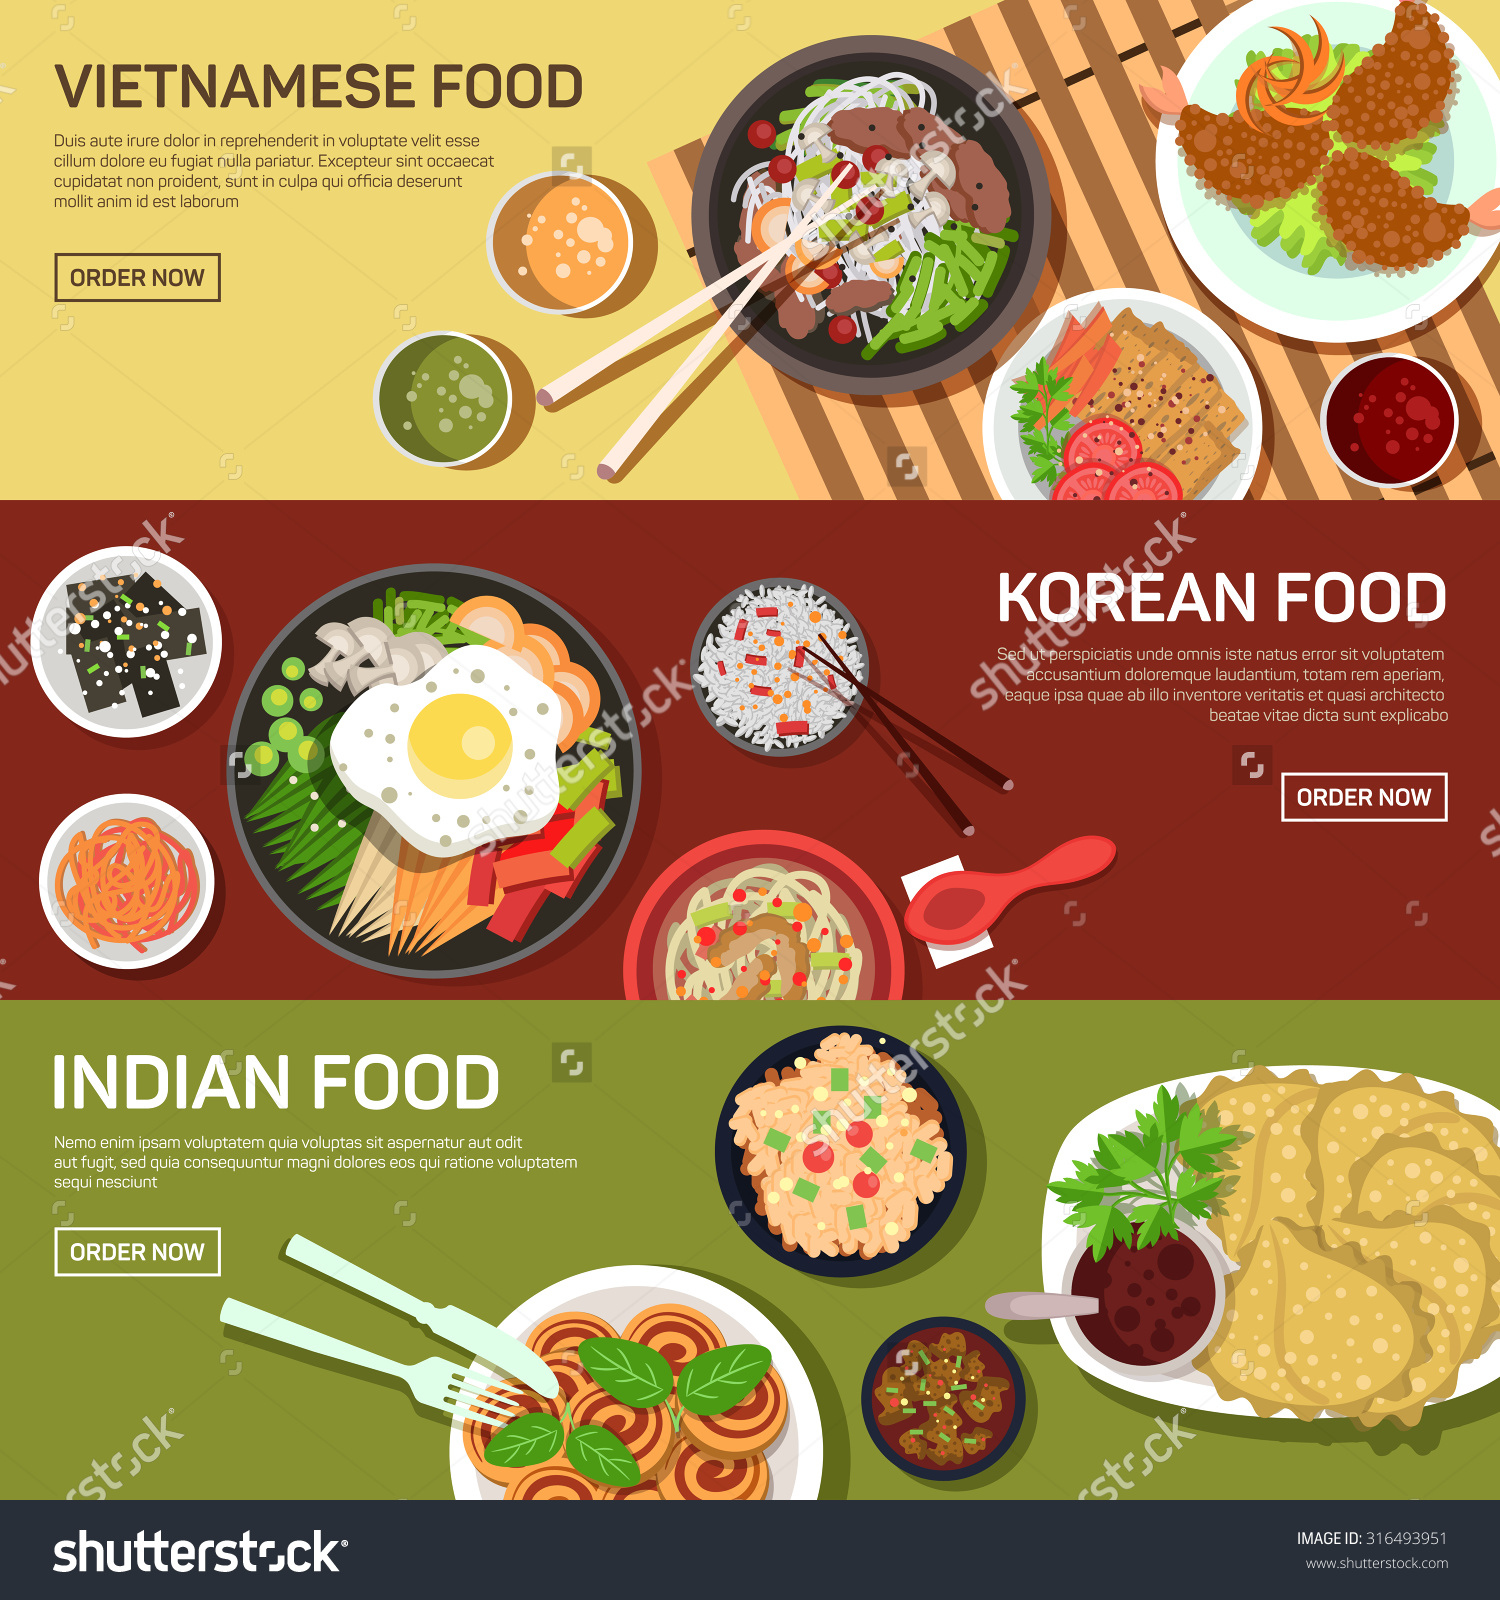 VIETNAMESE FOOD
Duis aute irure dolor in reprehenderit in voluptate velit esse
cillum dolore eu fugiat nulla pariatur. Excepteur sint occaecat
cupidatat non proident, sunt in culpa qui officia deserunt
mollit anim id est laborum
ORDER NOW
KOREAN FOOD
Sed ut perspiciatis unde omnis iste natus error sit voluptatem
accusantium doloremque laudantium, totam rem aperiam,
eaque ipsa quae ab illo inventore veritatis et quasi architecto
beatae vitae dicta sunt explicabo
ORDER NOW
INDIAN FOOD
Nemo enim ipsam voluptatem quia voluptas sit aspernatur aut odit
aut fugit, sed quia consequuntur magni dolores eos qui ratione voluptatem
sequi nesciunt
ORDER NOW
shutterstock®
IMAGE ID: 316493951
www.shutterstock.com